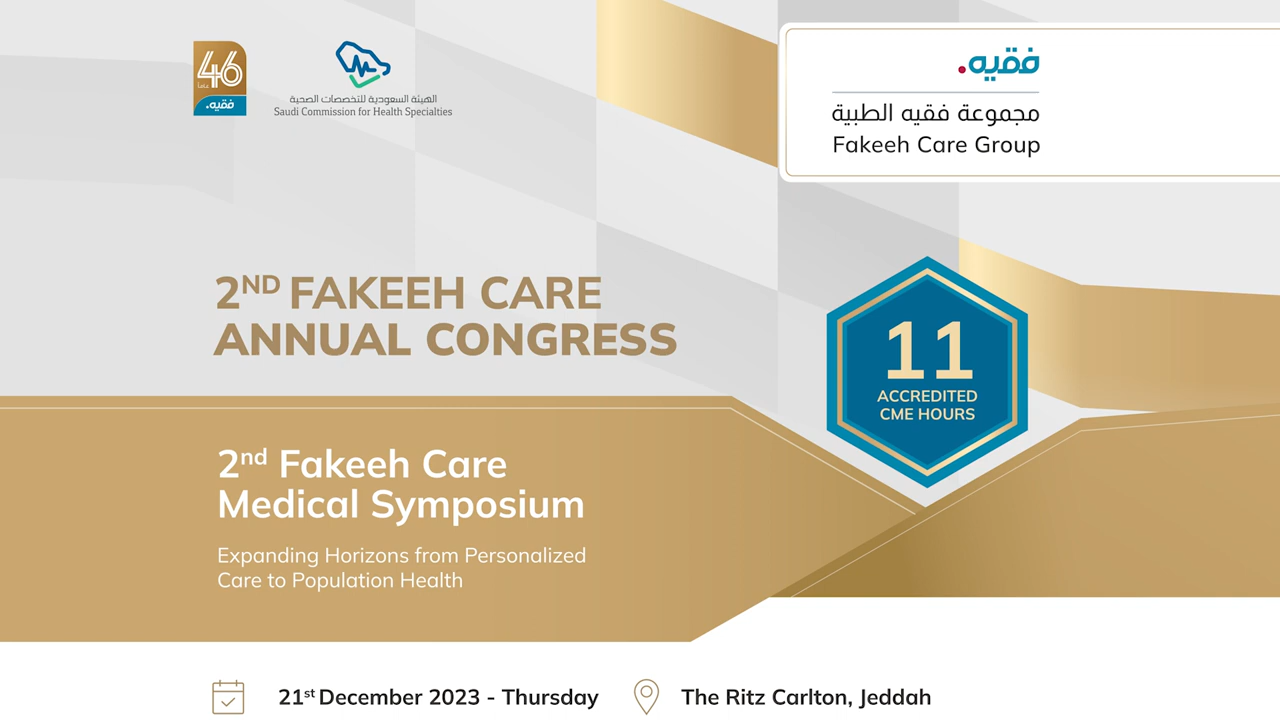 46
عاماً
فقيه.
الهيئة السعودية للتخصصات الصحية
Saudi Commission for Health Specialties
فقيه.
مجموعة فقيه الطبية
Fakeeh Care Group
2ND FAKEEH CARE
ANNUAL CONGRESS
11
ACCREDITED
CME HOURS
2nd Fakeeh Care
Medical Symposium
Expanding Horizons from Personalized
Care to Population Health
21st December 2023 - Thursday
The Ritz Carlton, Jeddah